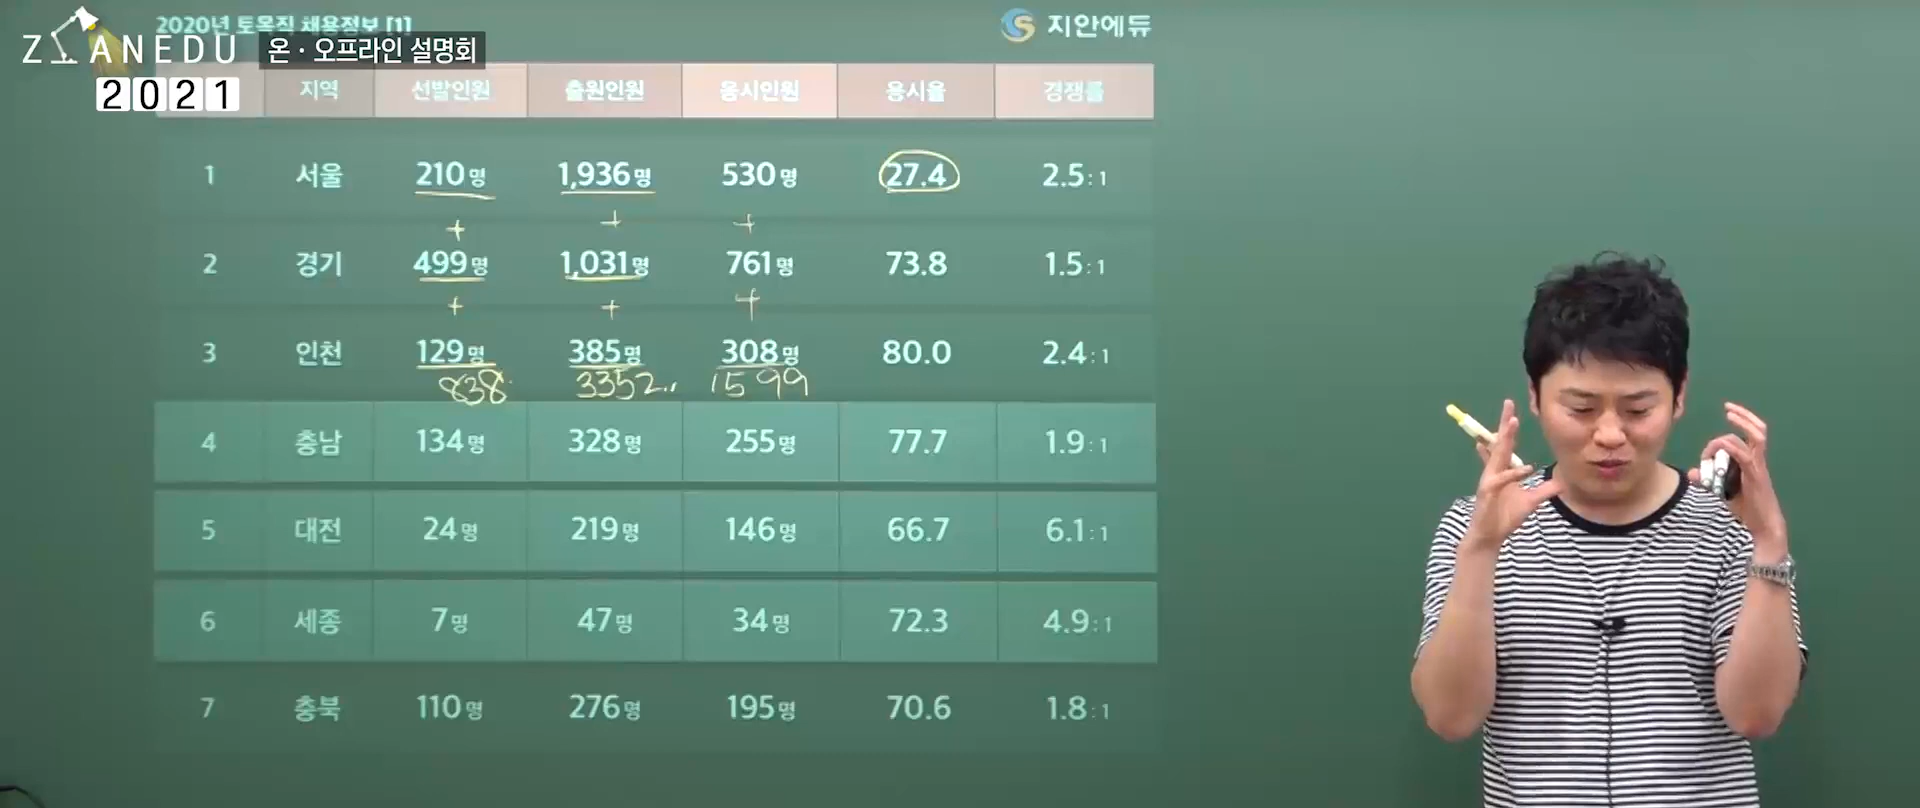 2020년 토목직 채용정보 [1]
지안에듀
ZIANEDU
온·오프라인 설명회
2021
지역 선발인원 출원인원 응시인원 응시율 경쟁률
1 서울 210명 1,936명 530명 27.4 2.5:1
+ + +
2 경기 499명 1,031명 761명 73.8 1.5:1
+ + +
3 인천 129명 385명 308명 80.0 2.4:1
838 3352 1599
4 충남 134명 328명 255명 77.7 1.9:1
5 대전 24명 219명 146명 66.7 6.1:1
6 세종 7명 47명 34명 72.3 4.9:1
7 충북 110명 276명 195명 70.6 1.8:1